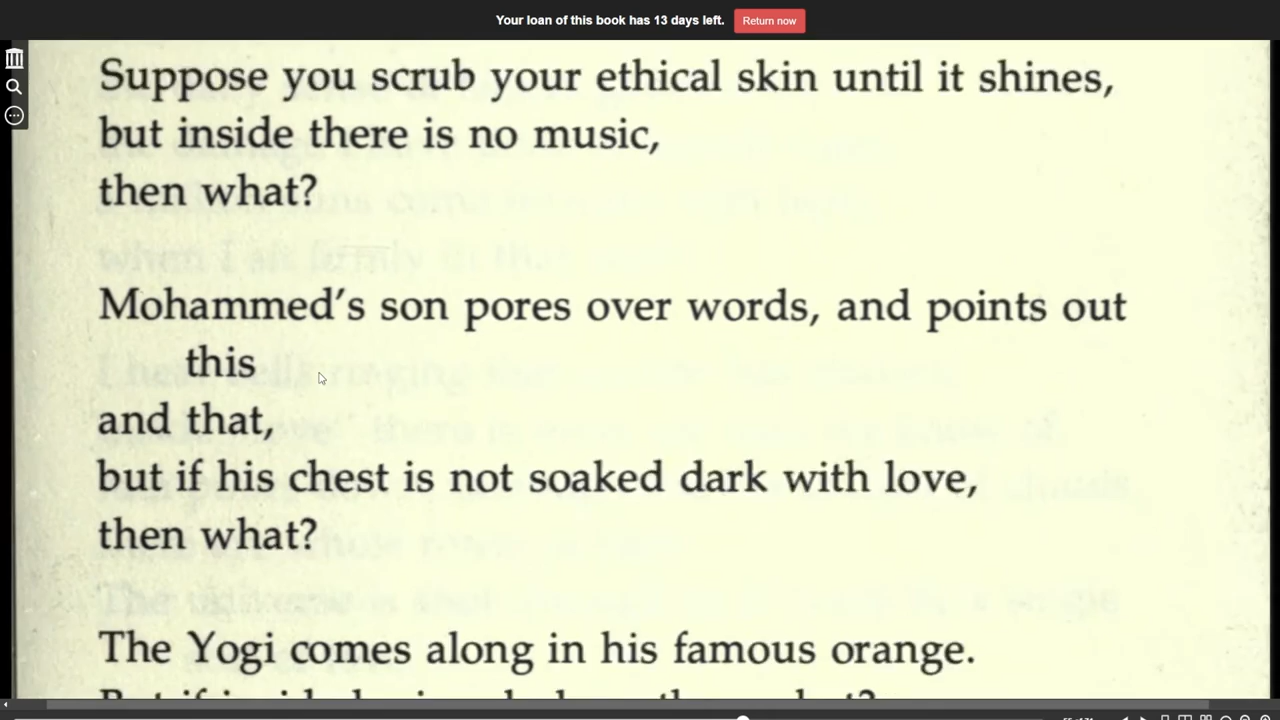 Your loan of this book has 13 days left. Return now
Suppose you scrub your ethical skin until it shines,
but inside there is no music,
then what?
Mohammed's son pores over words, and points out
this
and that,
but if his chest is not soaked dark with love,
then what?
The Yogi comes along in his famous orange.